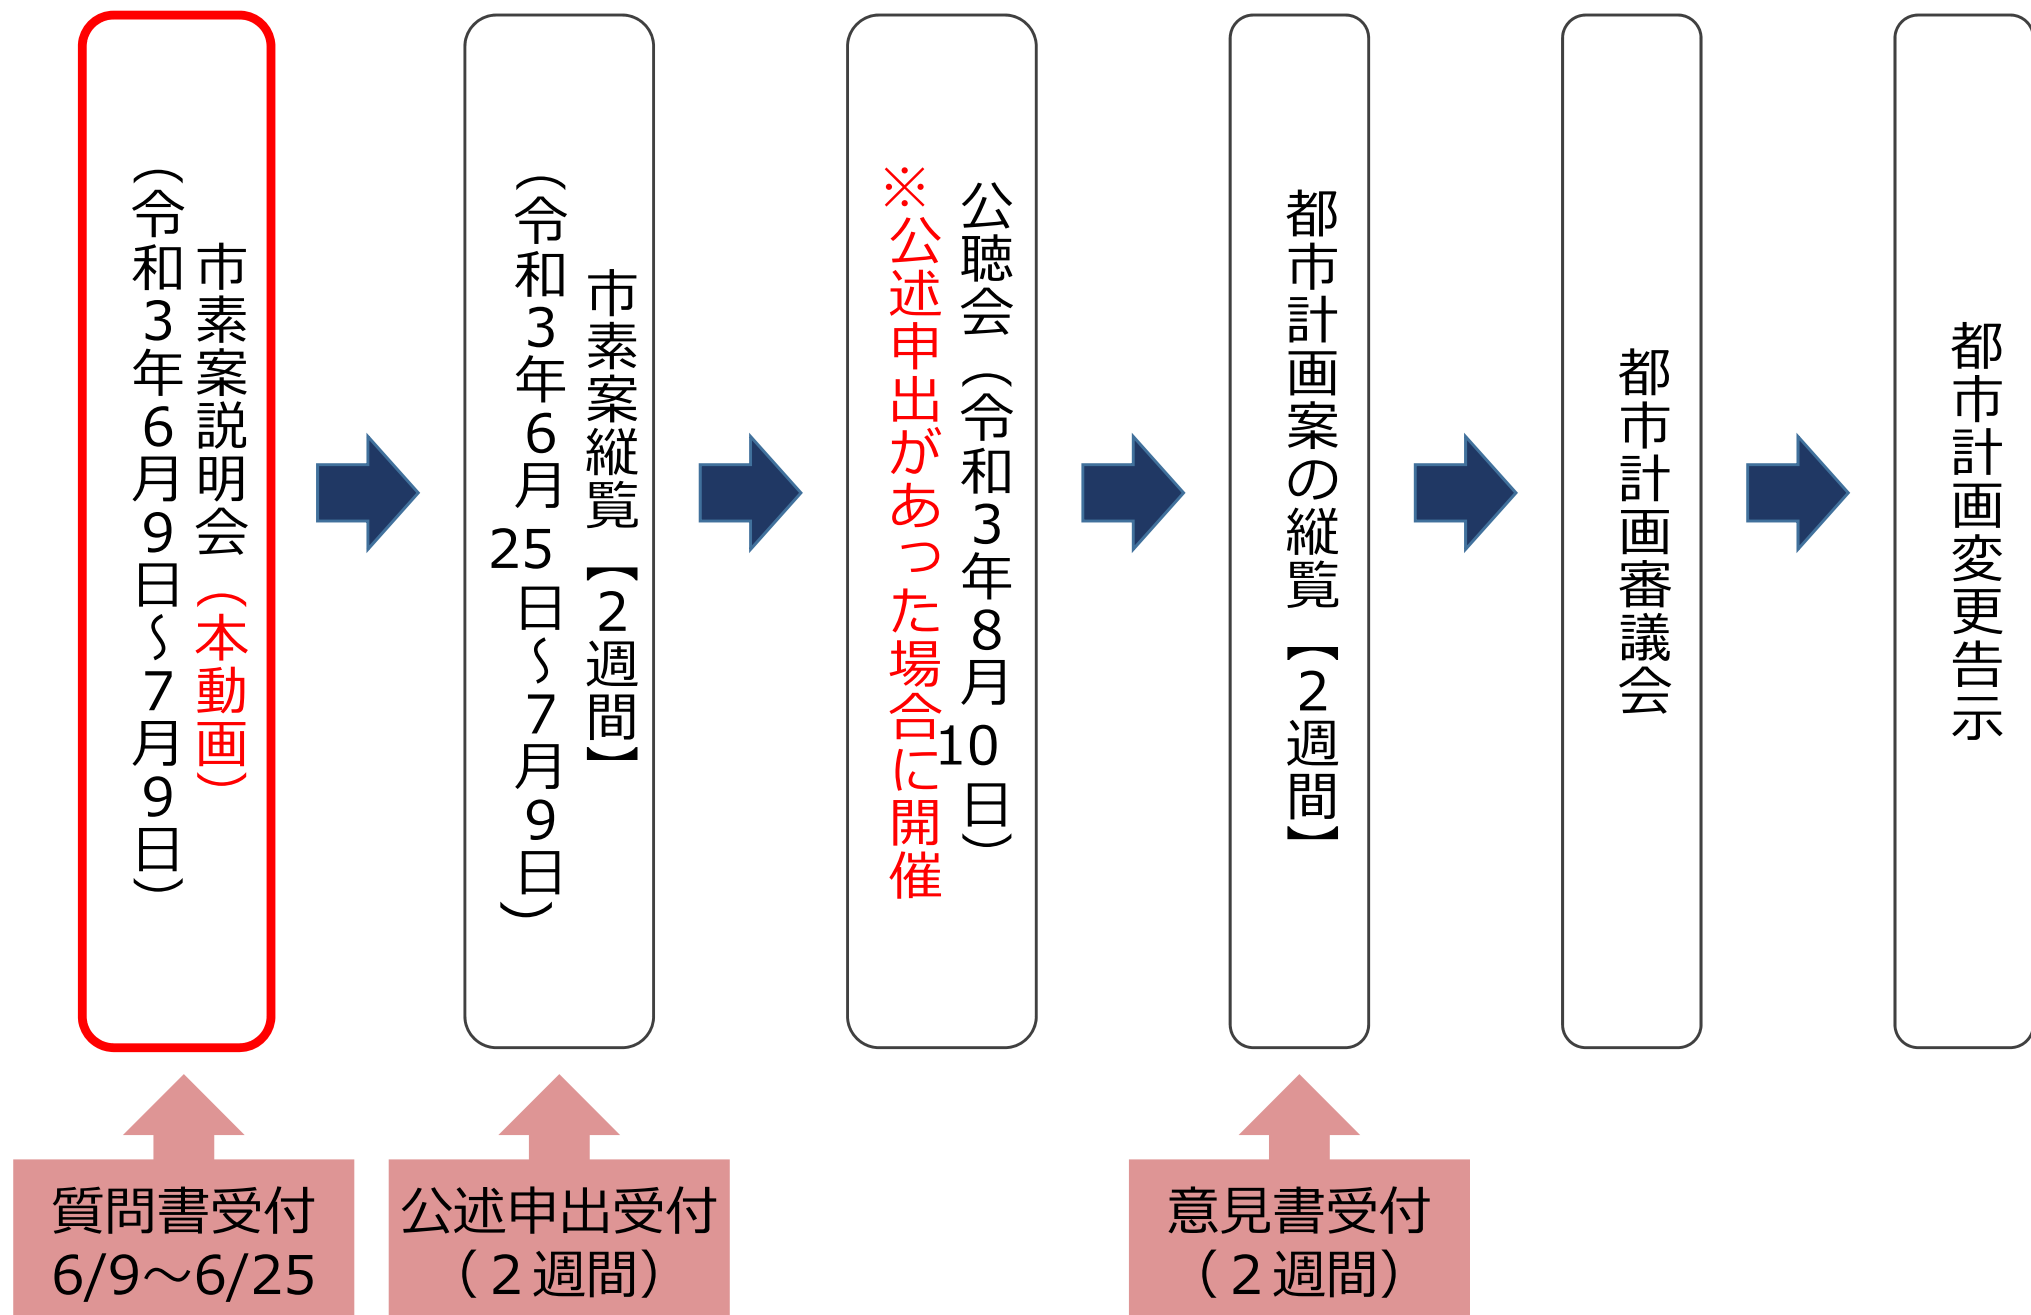 市素案説明会（本動画）
（令和３年６月９日～７月９日）
市素案縦覧【２週間】
（令和３年６月25日～７月９日）
公聴会（令和３年８月10日）
※公述申出があった場合に開催
都市計画案の縦覧【２週間】
都市計画審議会
都市計画変更告示
質問書受付
6/9～6/25
公述申出受付
（２週間）
意見書受付
（２週間）